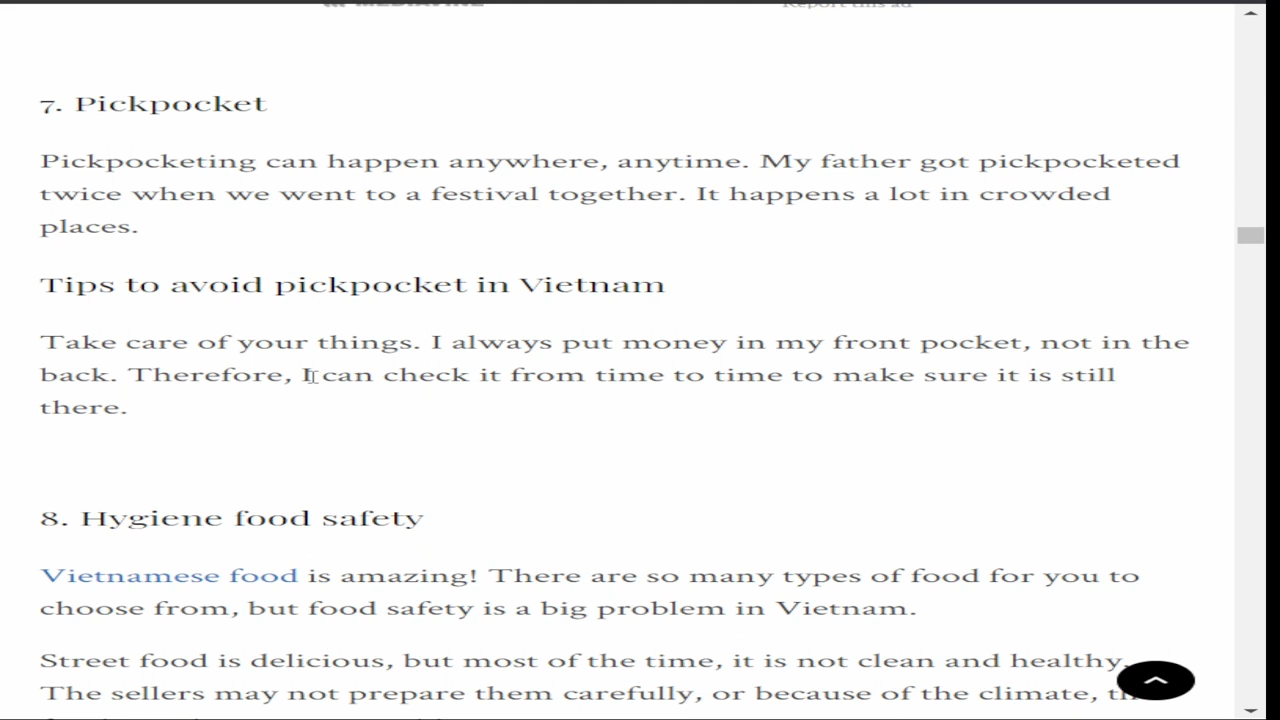 Report this ad
7. Pickpocket
Pickpocketing can happen anywhere, anytime. My father got pickpocketed
twice when we went to a festival together. It happens a lot in crowded
places.
Tips to avoid pickpocket in Vietnam
Take care of your things. I always put money in my front pocket, not in the
back. Therefore, I can check it from time to time to make sure it is still
there.
8. Hygiene food safety
Vietnamese food is amazing! There are so many types of food for you to
choose from, but food safety is a big problem in Vietnam.
Street food is delicious, but most of the time, it is not clean and healthy.
The sellers may not prepare them carefully, or because of the climate,